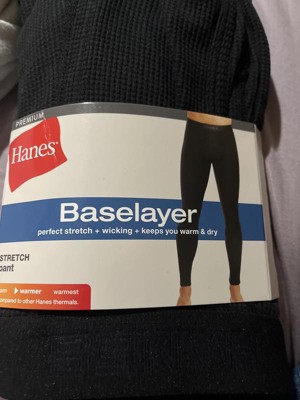 PREMIUM
Hanes
Baselayer
perfect stretch + wicking + keeps you warm & dry
STRETCH
pant
warmer warmest
compared to other Hanes thermals.